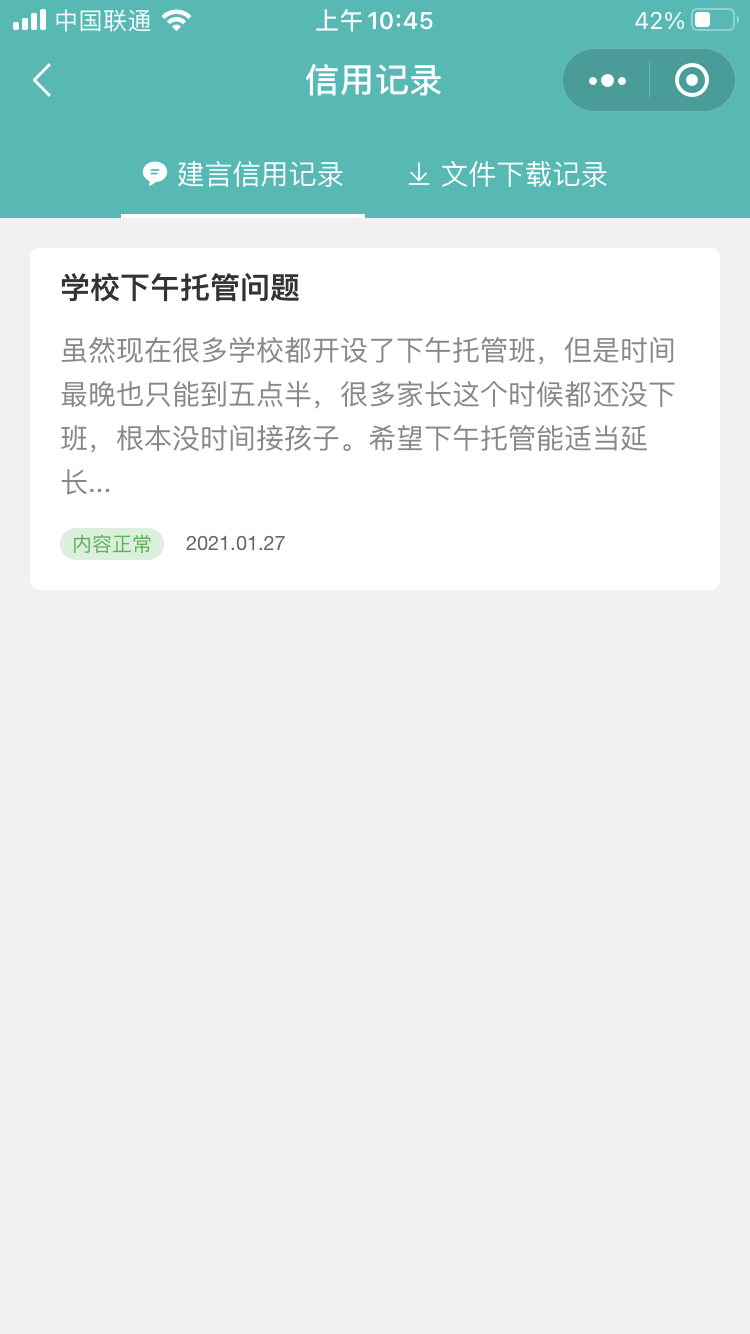 中国联通
上午10:45
42%
信用记录
建言信用记录
文件下载记录
学校下午托管问题
虽然现在很多学校都开设了下午托管班，但是时间
最晚也只能到五点半，很多家长这个时候都还没下
班，根本没时间接孩子。希望下午托管能适当延
长...
内容正常 2021.01.27